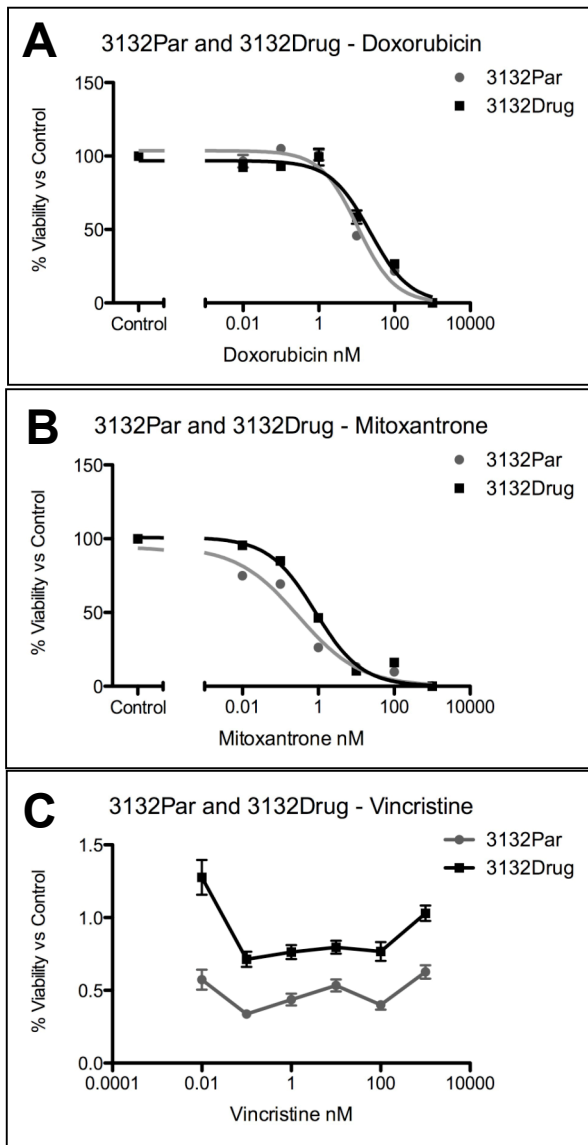 A
3132Par and 3132Drug - Doxorubicin
3132Par
3132Drug
% Viability vs Control
150
100
50
0
Control
0.01
1
100
10000
Doxorubicin nM
B
3132Par and 3132Drug - Mitoxantrone
3132Par
3132Drug
% Viability vs Control
150
100
50
0
Control
0.01
1
100
10000
Mitoxantrone nM
C
3132Par and 3132Drug - Vincristine
3132Par
3132Drug
% Viability vs Control
1.5
1.0
0.5
0.0
0.0001
0.01
1
100
10000
Vincristine nM